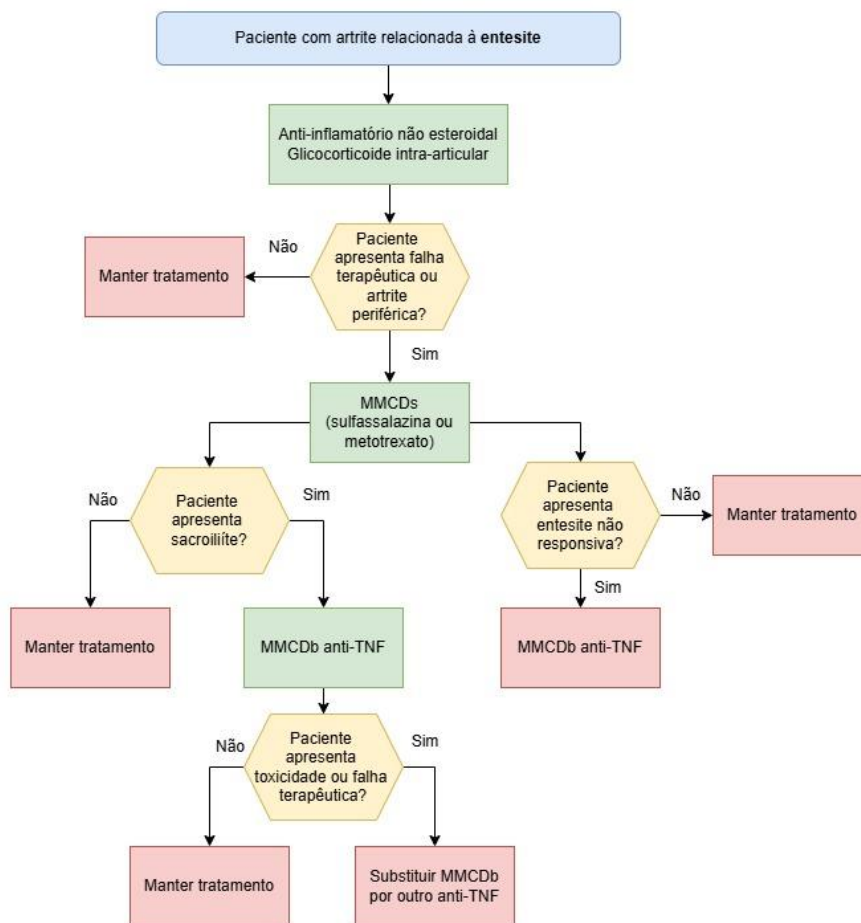 Paciente com artrite relacionada à entesite
Anti-inflamatório não esteroidal
Glicocorticoide intra-articular
Paciente
apresenta falha
terapêutica ou
artrite
periférica?
Não
Manter tratamento
Sim
MMCDs
(sulfassalazina ou
metotrexato)
Paciente
apresenta
sacroiliíte?
Não
Sim
Paciente
apresenta
entesite não
responsiva?
Não
Manter tratamento
Sim
Manter tratamento
MMCDb anti-TNF
MMCDb anti-TNF
Paciente
apresenta
toxicidade ou falha
terapêutica?
Não
Sim
Manter tratamento
Substituir MMCDb
por outro anti-TNF